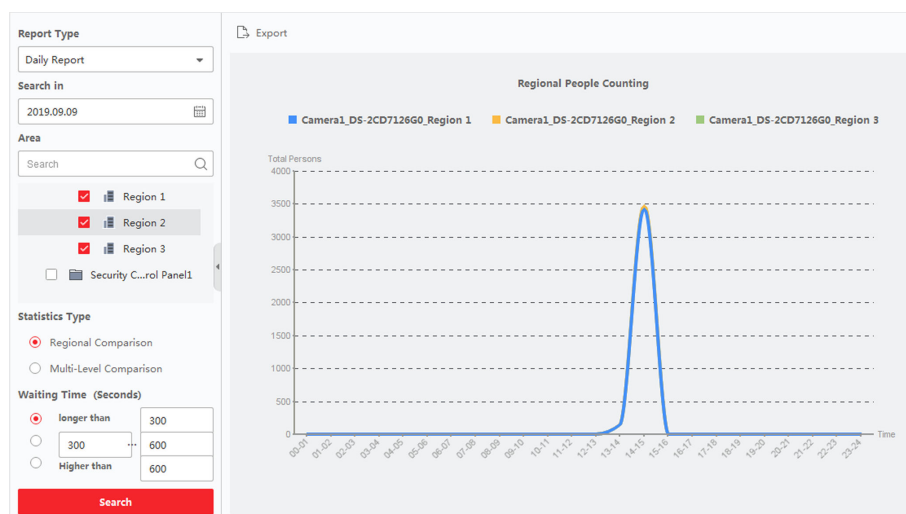 Report Type
Daily Report
Search in
2019.09.09
Area
Search
Region 1
Region 2
Region 3
Security C...rol Panel1
Statistics Type
Regional Comparison
Multi-Level Comparison
Waiting Time (Seconds)
longer than 300
300 ... 600
Higher than 600
Search
Export
Regional People Counting
Camera1_DS-2CD7126G0_Region 1 Camera1_DS-2CD7126G0_Region 2 Camera1_DS-2CD7126G0_Region 3
Total Persons
4000
3500
3000
2500
2000
1500
1000
500
0
Time
00-01 01-02 02-03 03-04 04-05 05-06 06-07 07-08 08-09 09-10 10-11 11-12 12-13 13-14 14-15 15-16 16-17 17-18 18-19 19-20 20-21 21-22 22-23 23-24